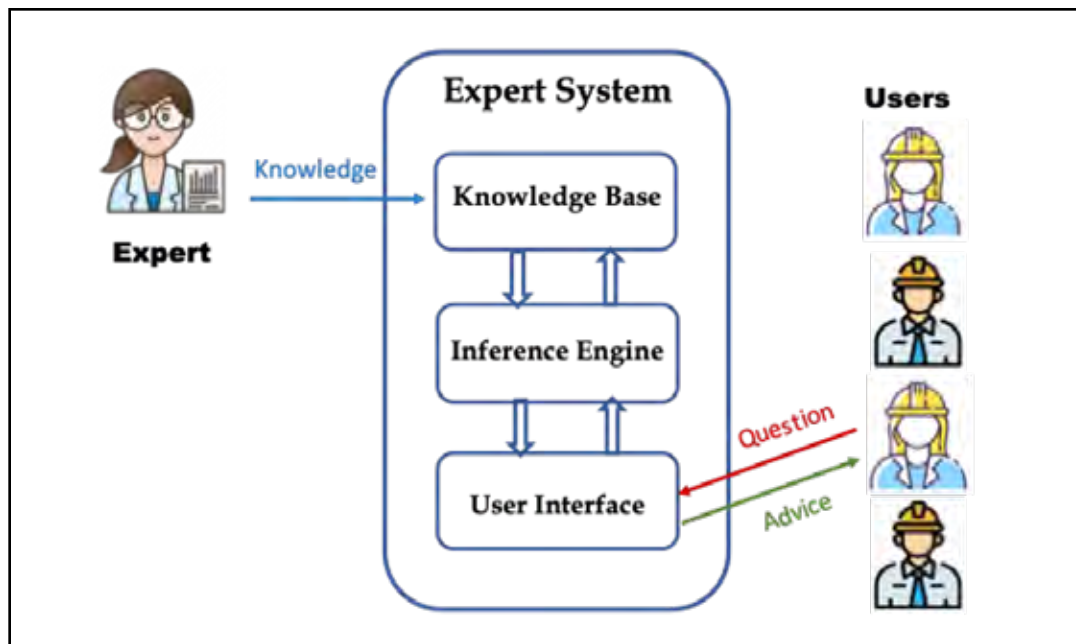 Expert System
Users
Knowledge
Knowledge Base
Expert
Inference Engine
Question
User Interface
Advice